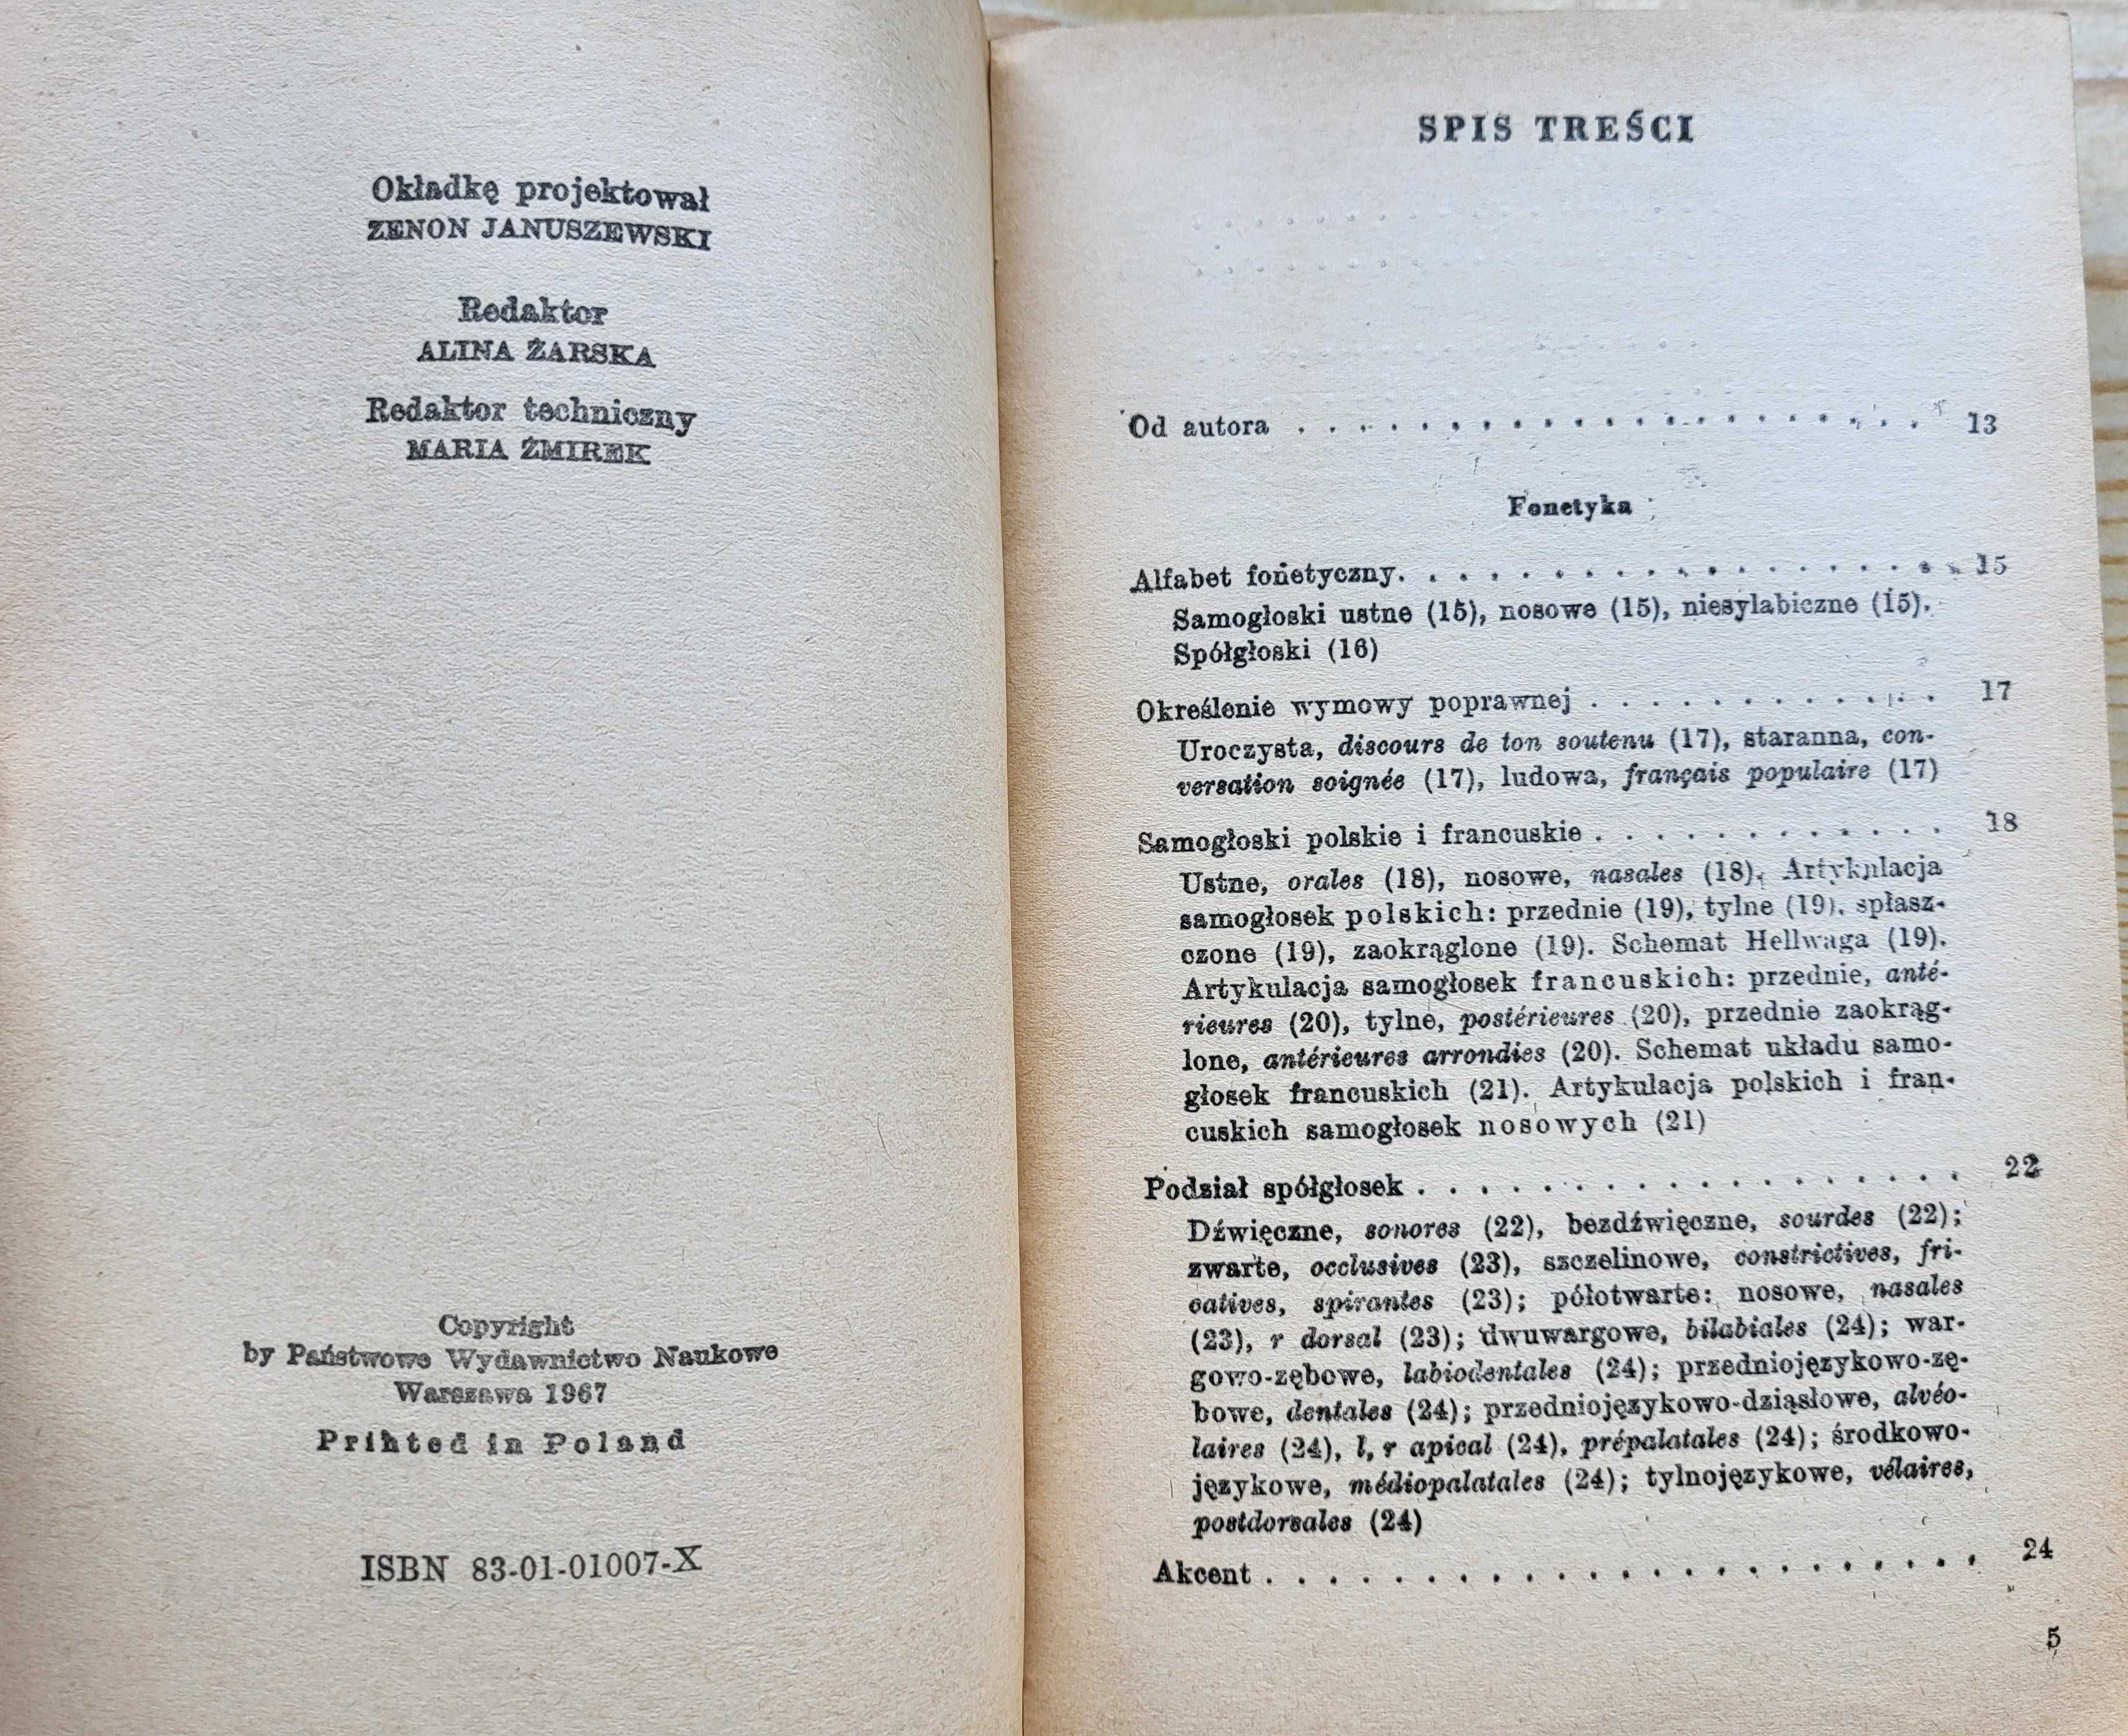 Okładkę projektował
ZENON JANUSZEWSKI
Redaktor
ALINA ŻARSKA
Redaktor techniczny
MARIA ŻMIREK
Copyright
by Państwowe Wydawnictwo Naukowe
Warszawa 1967
Printed in Poland
ISBN 83-01-01007-X
SPIS TREŚCI
Od autora . . . . . . . . . . . . . . . . . . . . 13
Fonetyka
Alfabet fonetyczny. . . . . . . . . . . . . . . . . . 15
Samogłoski ustne (15), nosowe (15), niesylabiczne (15).
Spółgłoski (16)
Określenie wymowy poprawnej . . . . . . . . . . . . 17
Uroczysta, discours de ton soutenu (17), staranna, con-
versation soignée (17), ludowa, français populaire (17)
Samogłoski polskie i francuskie . . . . . . . . . . . . 18
Ustne, orales (18), nosowe, nasales (18). Artykulacja
samogłosek polskich: przednie (19), tylne (19), spłasz-
czone (19), zaokrąglone (19). Schemat Hellwaga (19).
Artykulacja samogłosek francuskich: przednie, anté-
rieures (20), tylne, postérieures (20), przednie zaokrąg-
lone, antérieures arrondies (20). Schemat układu samo-
głosek francuskich (21). Artykulacja polskich i fran-
cuskich samogłosek nosowych (21)
Podział spółgłosek . . . . . . . . . . . . . . . . . . 22
Dźwięczne, sonores (22), bezdźwięczne, sourdes (22);
zwarte, occlusives (23), szczelinowe, constrictives, fri-
catives, spirantes (23); półotwarte: nosowe, nasales
(23), r dorsal (23); dwuwargowe, bilabiales (24); war-
gowo-zębowe, labiodentales (24); przedniojęzykowo-zę-
bowe, dentales (24); przedniojęzykowo-dziąsłowe, alvéo-
laires (24), l, r apical (24), prépalatales (24); środkowo-
językowe, médiopalatales (24); tylnojęzykowe, vélaires,
postdorsales (24)
Akcent . . . . . . . . . . . . . . . . . . . . . . . 24
5